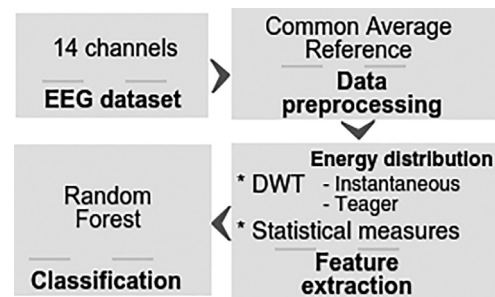 14 channels
EEG dataset
Common Average
Reference
Data
preprocessing
Energy distribution
* DWT - Instantaneous
- Teager
* Statistical measures
Feature
extraction
Random
Forest
Classification